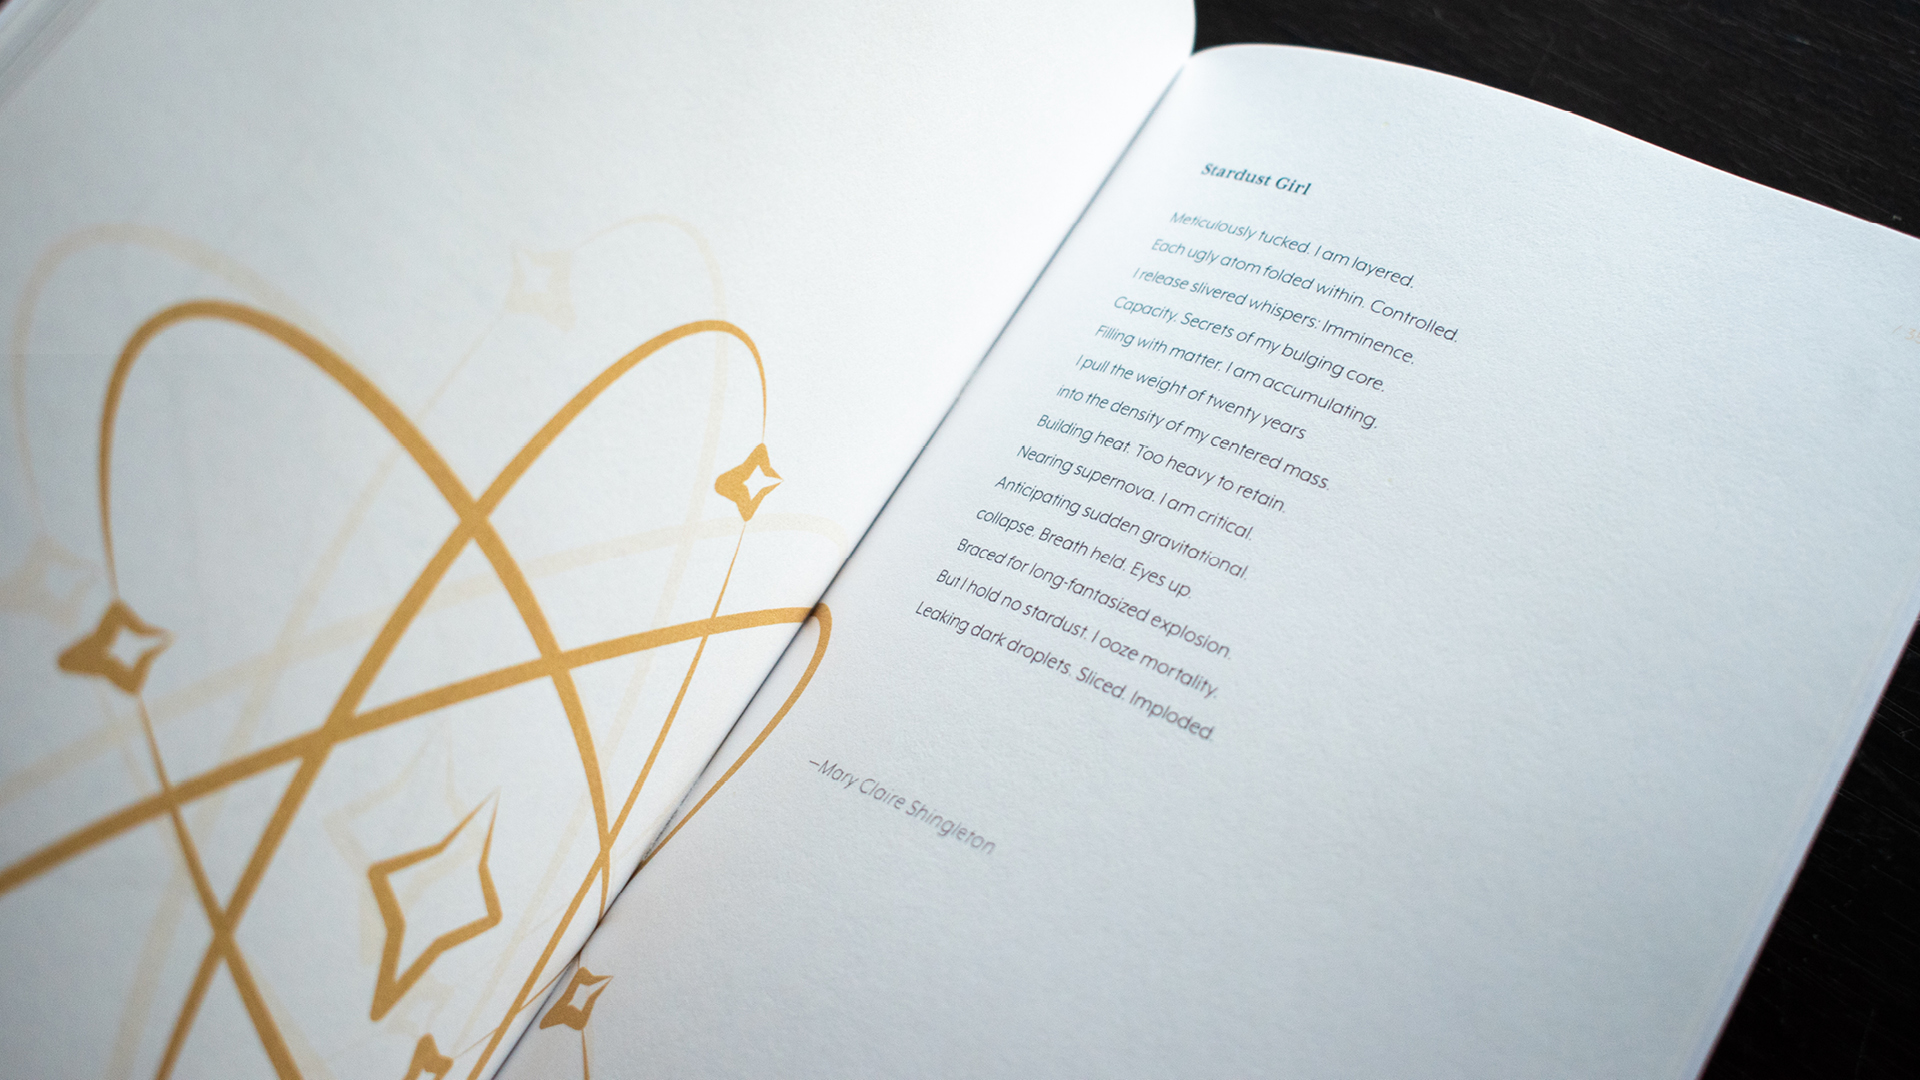 Stardust Girl
Meticulously tucked. I am layered.
Each ugly atom folded within. Controlled.
I release slivered whispers: Imminence.
Capacity. Secrets of my bulging core.
Filling with matter. I am accumulating.
I pull the weight of twenty years
into the density of my centered mass.
Building heat. Too heavy to retain.
Nearing supernova. I am critical.
Anticipating sudden gravitational.
collapse. Breath held. Eyes up.
Braced for long-fantasized explosion.
But I hold no stardust. I ooze mortality.
Leaking dark droplets. Sliced. Imploded.
—Mary Claire Shingleton